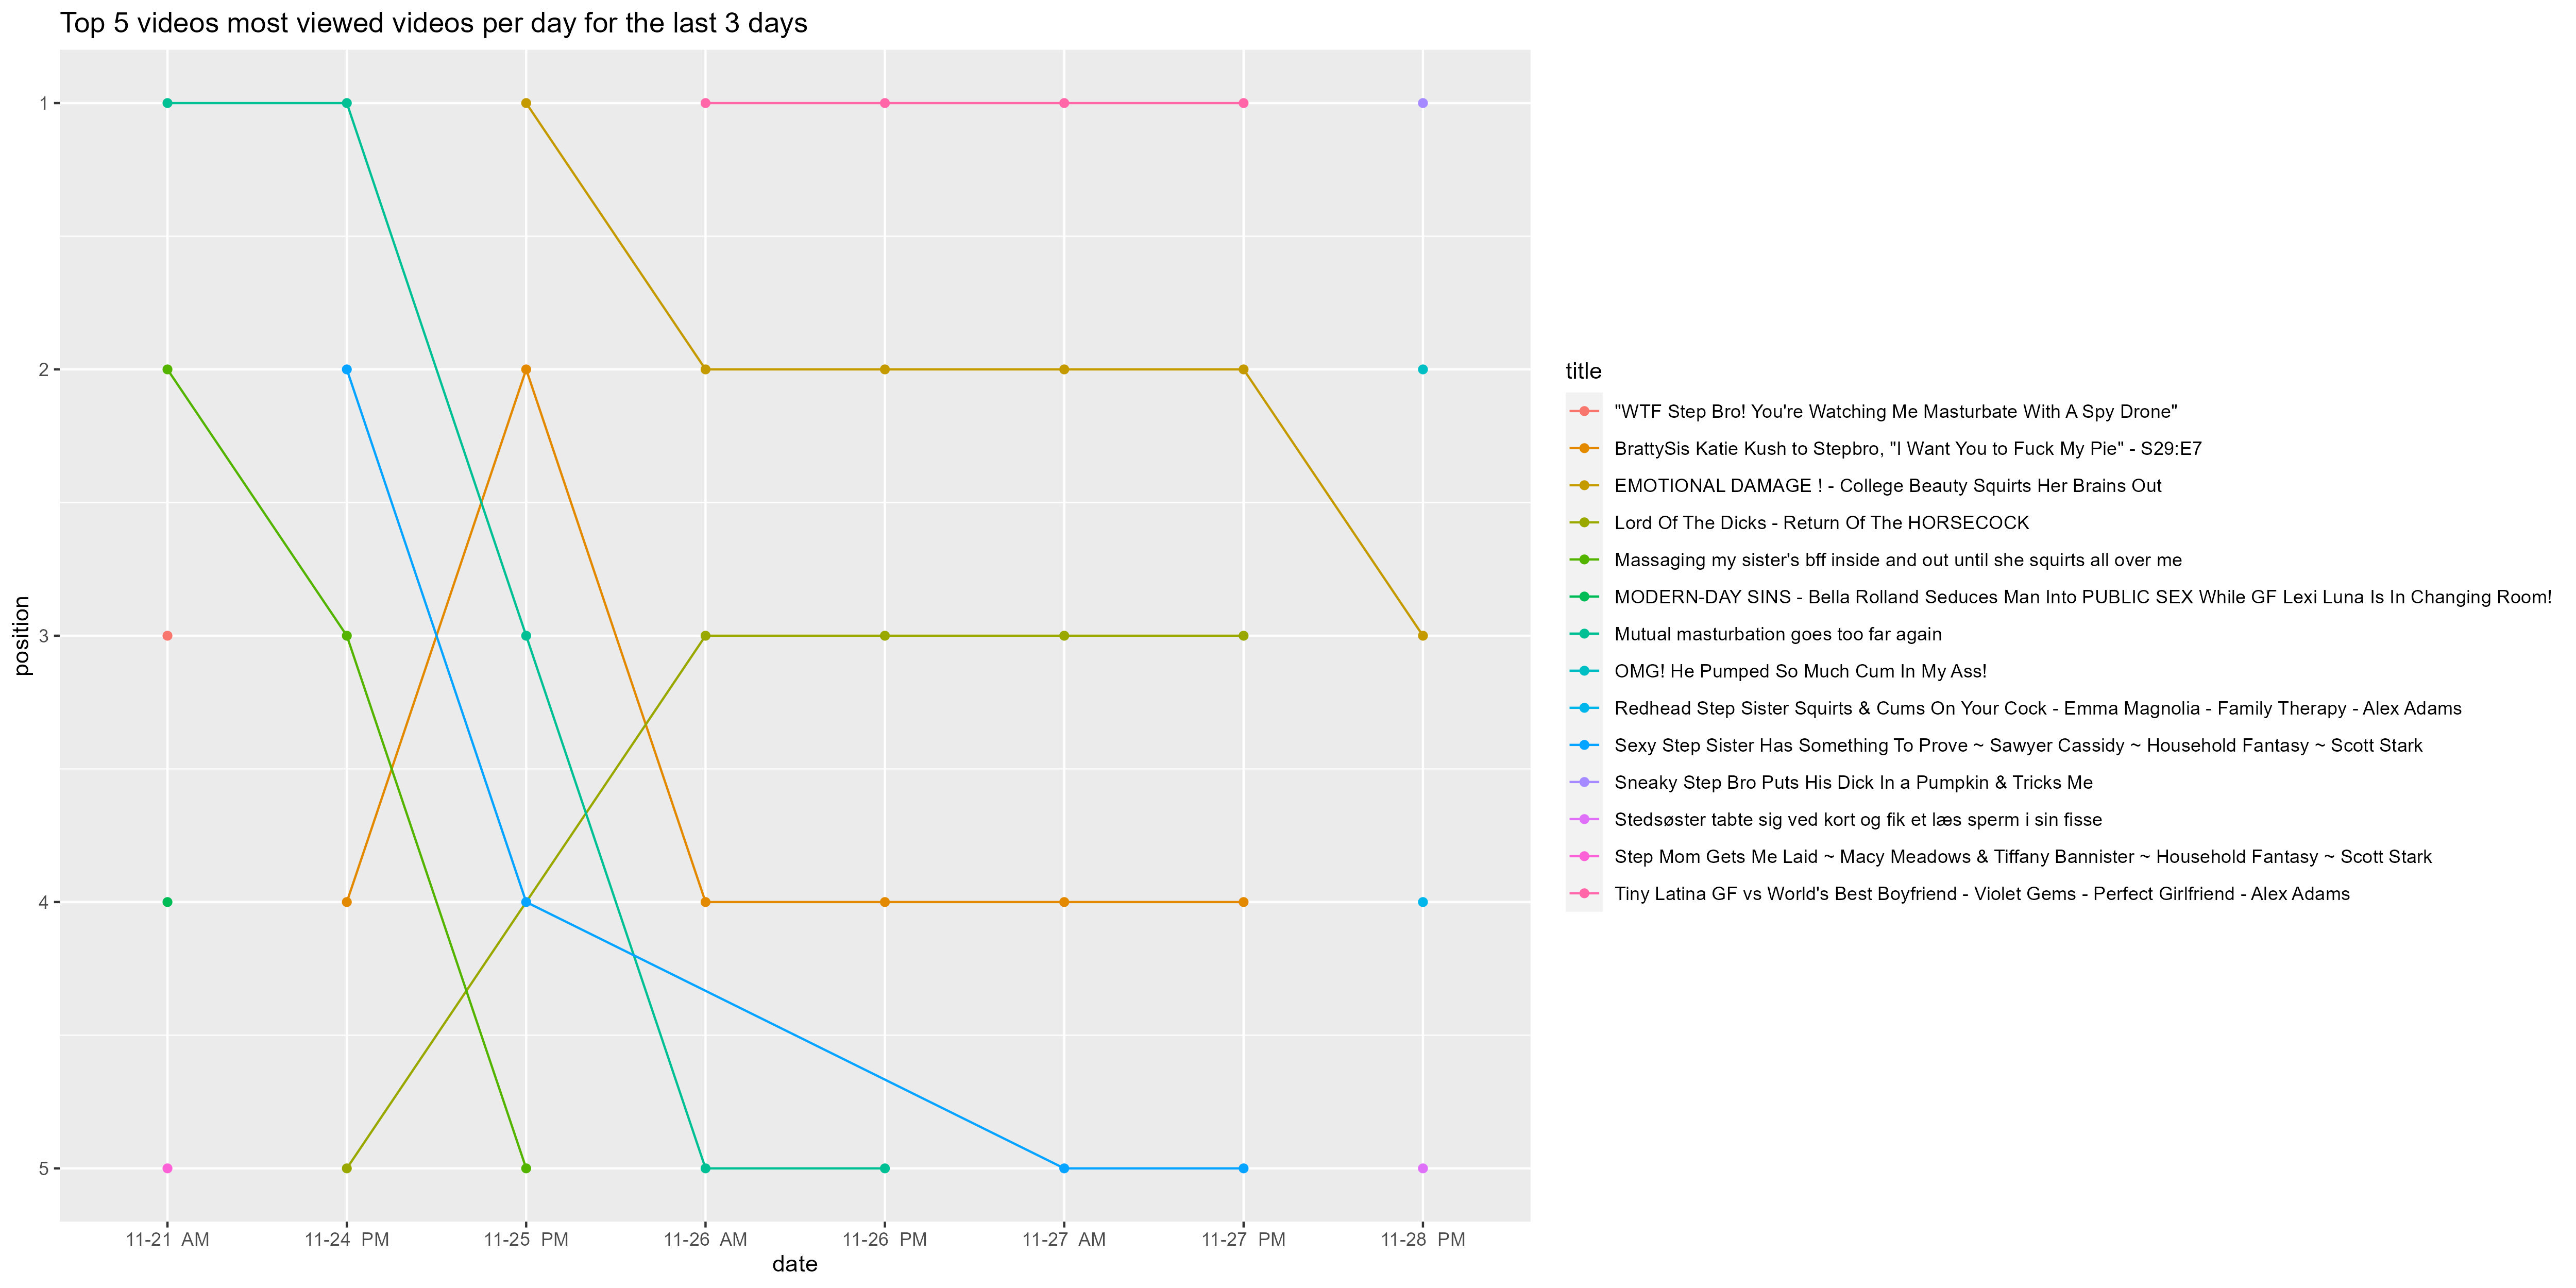 Top 5 videos most viewed videos per day for the last 3 days
position
1
2
3
4
5
11-21 AM
11-24 PM
11-25 PM
11-26 AM
11-26 PM
11-27 AM
11-27 PM
11-28 PM
date
title
"WTF Step Bro! You're Watching Me Masturbate With A Spy Drone"
BrattySis Katie Kush to Stepbro, "I Want You to Fuck My Pie" - S29:E7
EMOTIONAL DAMAGE ! - College Beauty Squirts Her Brains Out
Lord Of The Dicks - Return Of The HORSECOCK
Massaging my sister's bff inside and out until she squirts all over me
MODERN-DAY SINS - Bella Rolland Seduces Man Into PUBLIC SEX While GF Lexi Luna Is In Changing Room!
Mutual masturbation goes too far again
OMG! He Pumped So Much Cum In My Ass!
Redhead Step Sister Squirts & Cums On Your Cock - Emma Magnolia - Family Therapy - Alex Adams
Sexy Step Sister Has Something To Prove ~ Sawyer Cassidy ~ Household Fantasy ~ Scott Stark
Sneaky Step Bro Puts His Dick In a Pumpkin & Tricks Me
Stedsøster tabte sig ved kort og fik et læs sperm i sin fisse
Step Mom Gets Me Laid ~ Macy Meadows & Tiffany Bannister ~ Household Fantasy ~ Scott Stark
Tiny Latina GF vs World's Best Boyfriend - Violet Gems - Perfect Girlfriend - Alex Adams